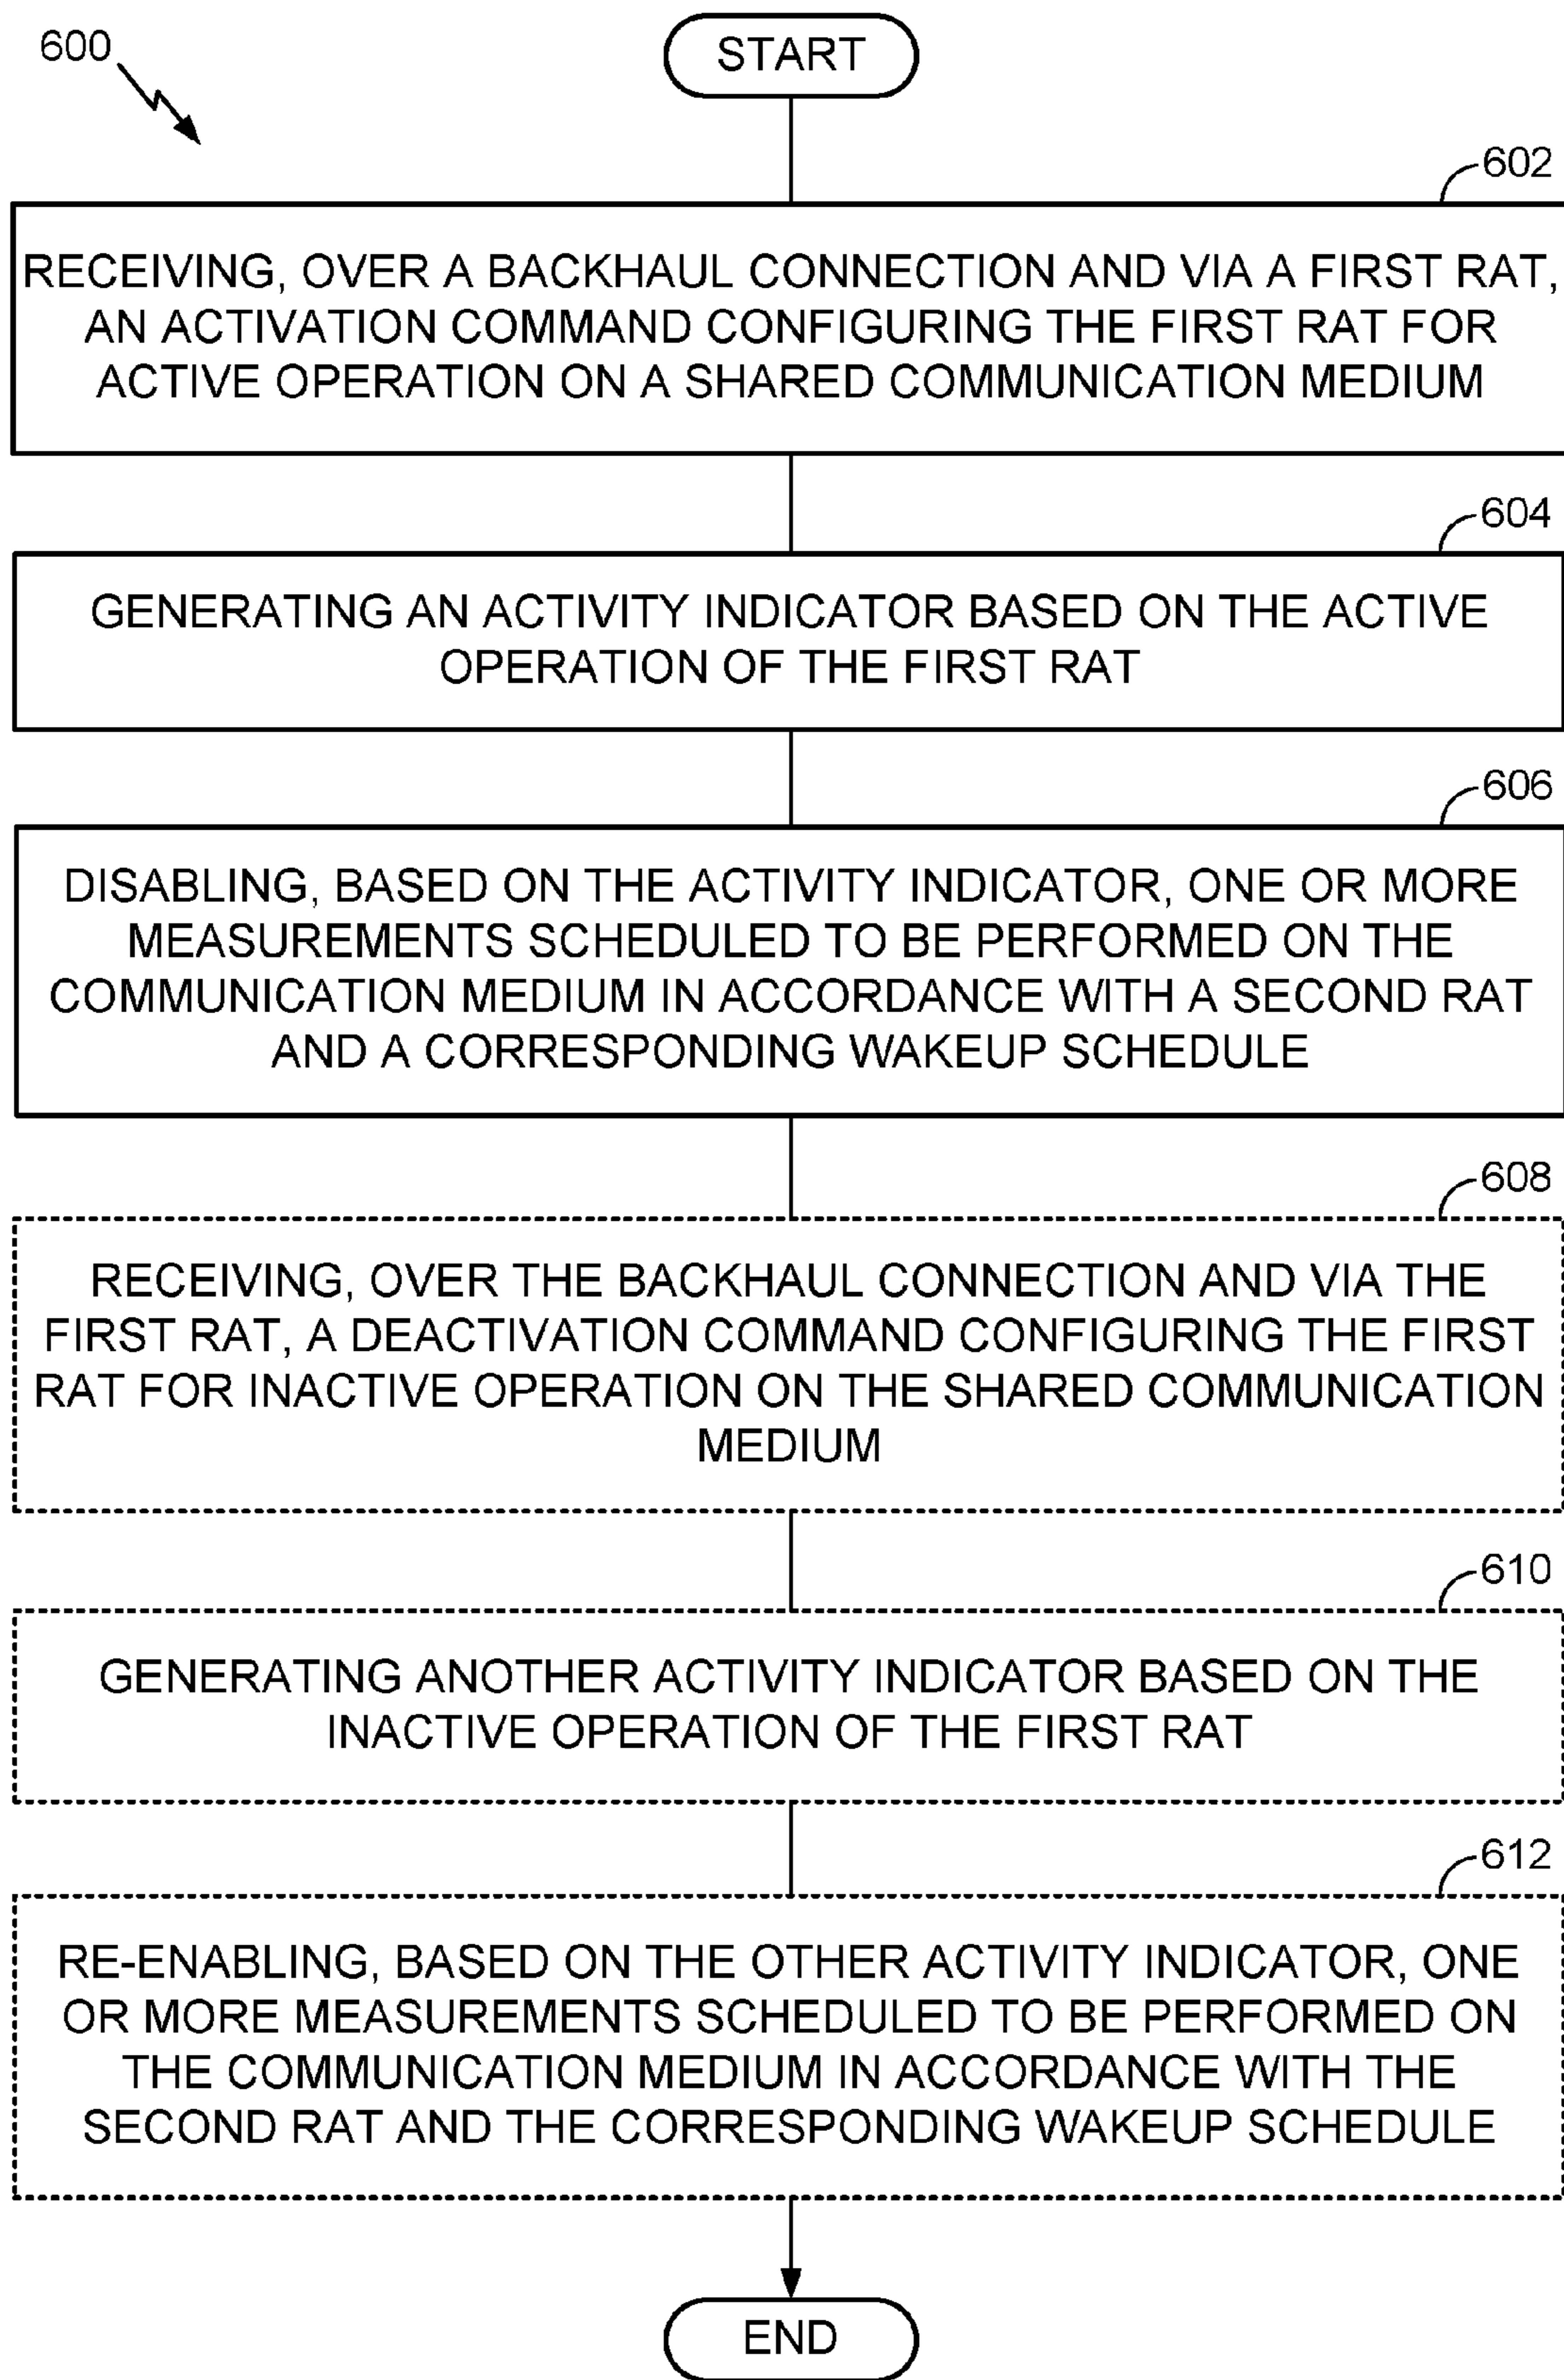 600
START
602
RECEIVING, OVER A BACKHAUL CONNECTION AND VIA A FIRST RAT,
AN ACTIVATION COMMAND CONFIGURING THE FIRST RAT FOR
ACTIVE OPERATION ON A SHARED COMMUNICATION MEDIUM
604
GENERATING AN ACTIVITY INDICATOR BASED ON THE ACTIVE
OPERATION OF THE FIRST RAT
606
DISABLING, BASED ON THE ACTIVITY INDICATOR, ONE OR MORE
MEASUREMENTS SCHEDULED TO BE PERFORMED ON THE
COMMUNICATION MEDIUM IN ACCORDANCE WITH A SECOND RAT
AND A CORRESPONDING WAKEUP SCHEDULE
608
RECEIVING, OVER THE BACKHAUL CONNECTION AND VIA THE
FIRST RAT, A DEACTIVATION COMMAND CONFIGURING THE FIRST
RAT FOR INACTIVE OPERATION ON THE SHARED COMMUNICATION
MEDIUM
610
GENERATING ANOTHER ACTIVITY INDICATOR BASED ON THE
INACTIVE OPERATION OF THE FIRST RAT
612
RE-ENABLING, BASED ON THE OTHER ACTIVITY INDICATOR, ONE
OR MORE MEASUREMENTS SCHEDULED TO BE PERFORMED ON
THE COMMUNICATION MEDIUM IN ACCORDANCE WITH THE
SECOND RAT AND THE CORRESPONDING WAKEUP SCHEDULE
END